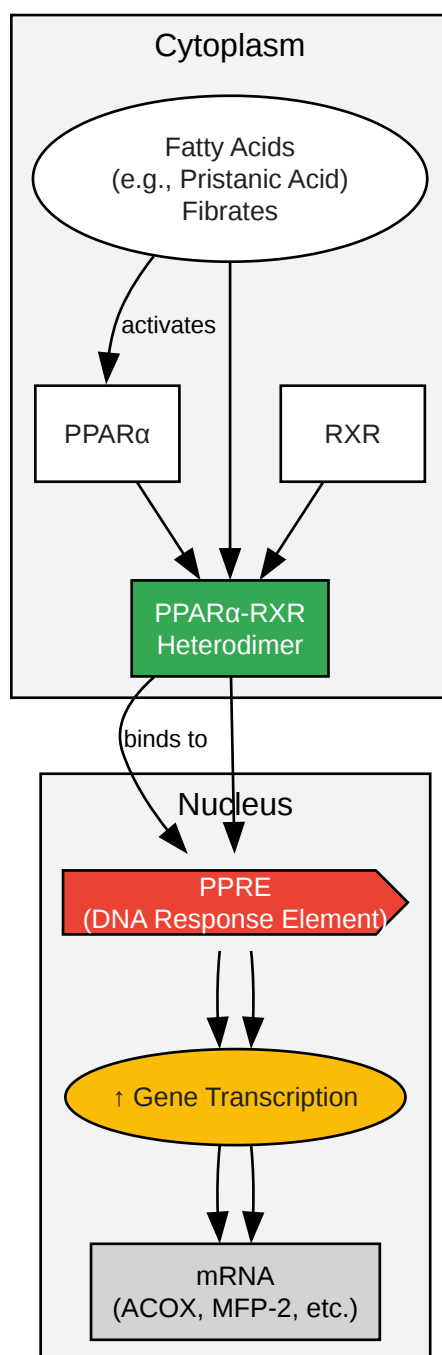 Cytoplasm
Fatty Acids
(e.g., Pristanic Acid)
Fibrates
activates
PPARα
RXR
PPARα-RXR
Heterodimer
binds to
Nucleus
PPRE
(DNA Response Element)
↑ Gene Transcription
mRNA
(ACOX, MFP-2, etc.)